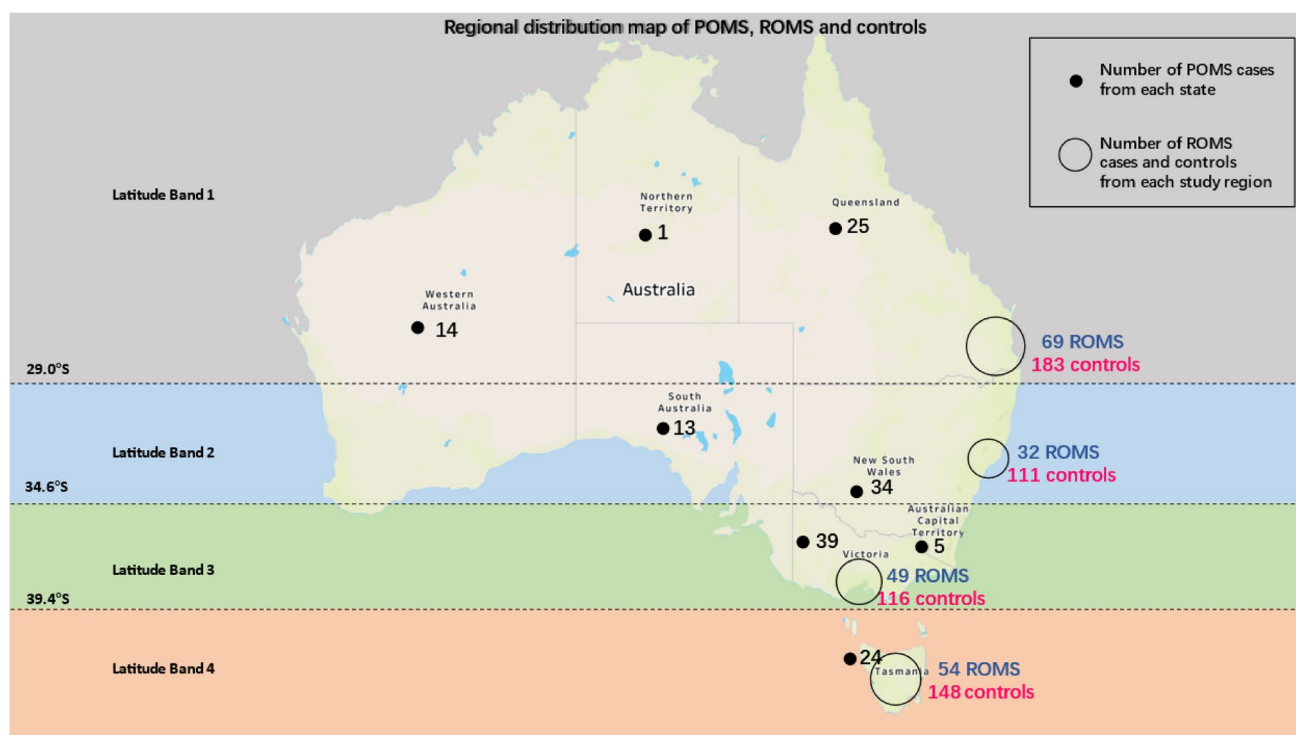 Regional distribution map of POMS, ROMS and controls
Number of POMS cases
from each state
Number of ROMS
cases and controls
from each study region
Latitude Band 1
Northern
Territory
1
Queensland
25
Australia
Western
Australia
14
69 ROMS
183 controls
29.0°S
South
Australia
13
Latitude Band 2
32 ROMS
111 controls
New South
Wales
34
34.6°S
Australian
Capital
Territory
5
39
Victoria
Latitude Band 3
49 ROMS
116 controls
39.4°S
24
Tasmania
Latitude Band 4
54 ROMS
148 controls